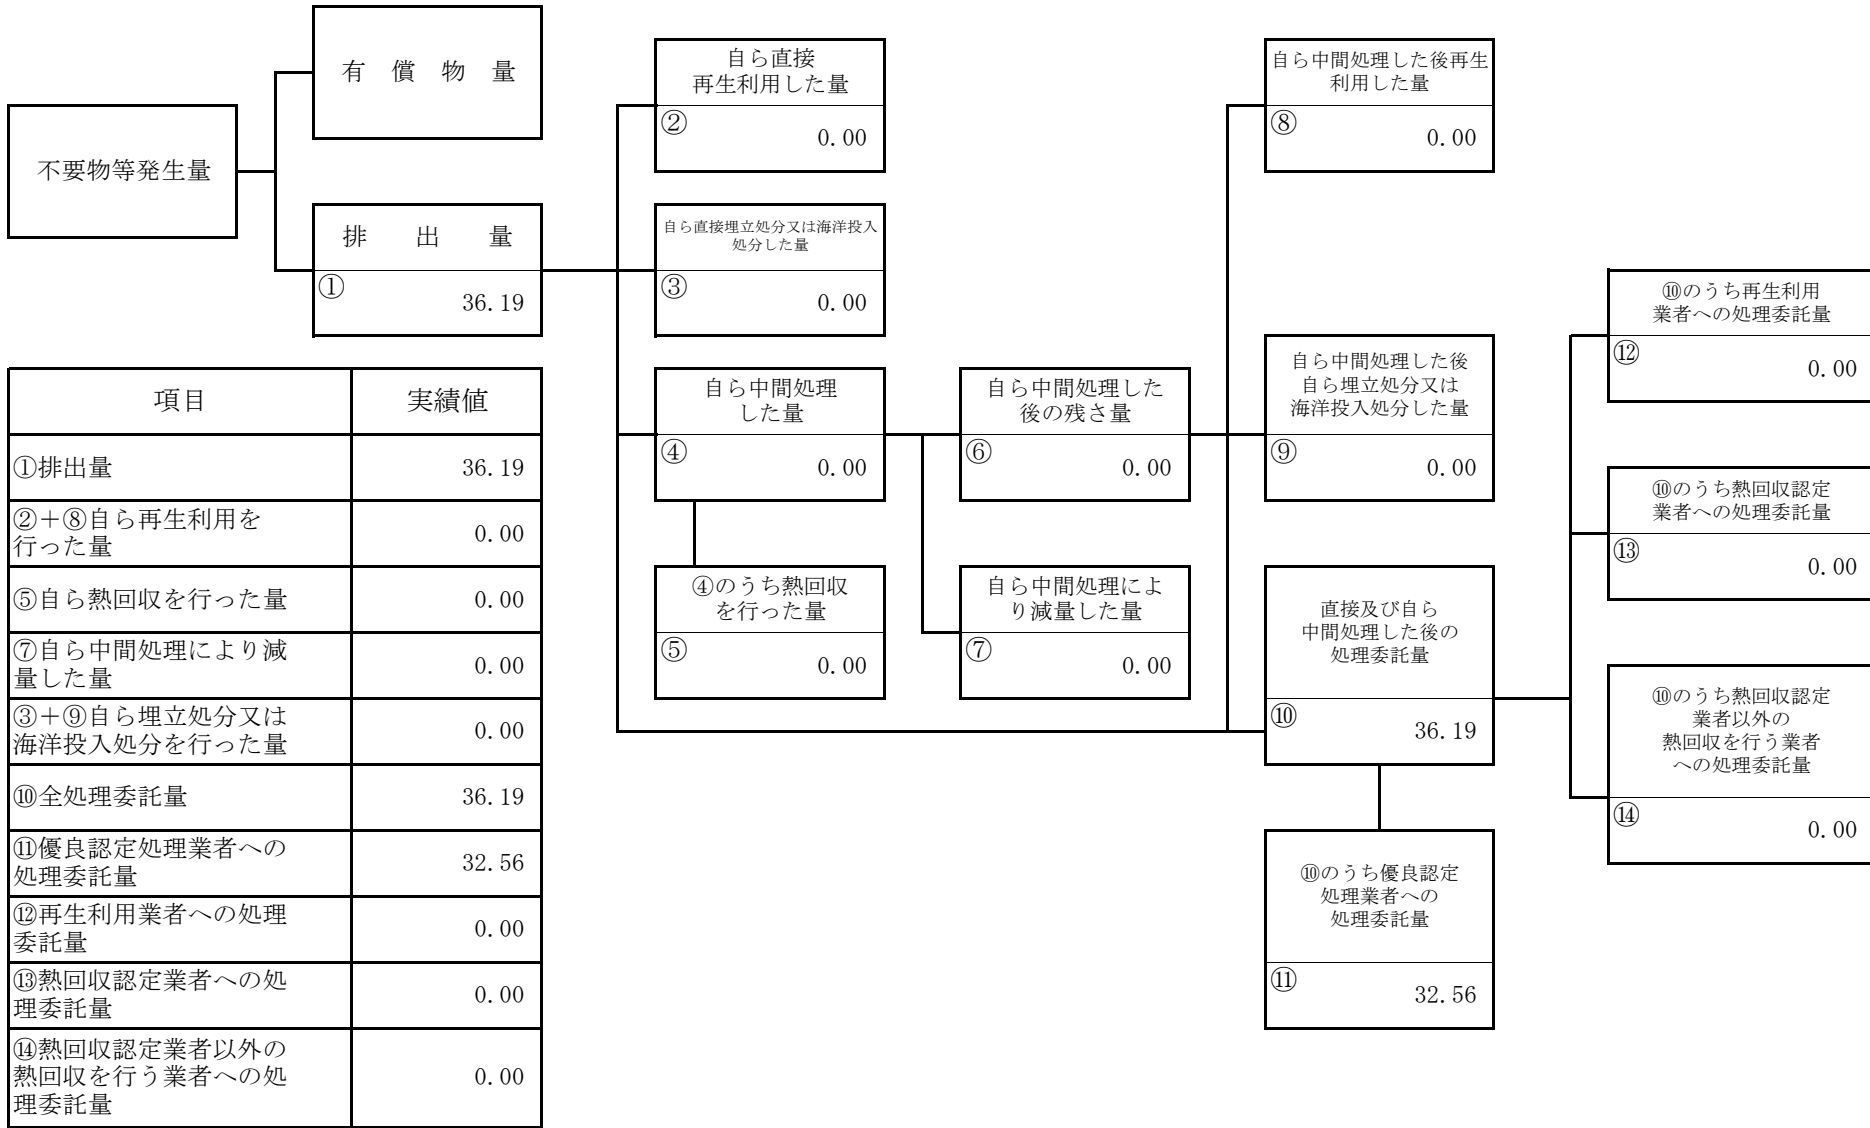 不要物等発生量
有 償 物 量
排 出 量
①
36.19
自ら直接
再生利用した量
②
0.00
自ら直接埋立処分又は海洋投入
処分した量
③
0.00
自ら中間処理
した量
④
0.00
④のうち熱回収
を行った量
⑤
0.00
自ら中間処理した
後の残さ量
⑥
0.00
自ら中間処理によ
り減量した量
⑦
0.00
自ら中間処理した後再生
利用した量
⑧
0.00
自ら中間処理した後
自ら埋立処分又は
海洋投入処分した量
⑨
0.00
直接及び自ら
中間処理した後の
処理委託量
⑩
36.19
⑩のうち優良認定
処理業者への
処理委託量
⑪
32.56
⑩のうち再生利用
業者への処理委託量
⑫
0.00
⑩のうち熱回収認定
業者への処理委託量
⑬
0.00
⑩のうち熱回収認定
業者以外の
熱回収を行う業者
への処理委託量
⑭
0.00
項目 実績値
①排出量 36.19
②＋⑧自ら再生利用を
行った量 0.00
⑤自ら熱回収を行った量 0.00
⑦自ら中間処理により減
量した量 0.00
③＋⑨自ら埋立処分又は
海洋投入処分を行った量 0.00
⑩全処理委託量 36.19
⑪優良認定処理業者への
処理委託量 32.56
⑫再生利用業者への処理
委託量 0.00
⑬熱回収認定業者への処
理委託量 0.00
⑭熱回収認定業者以外の
熱回収を行う業者への処 0.00
理委託量